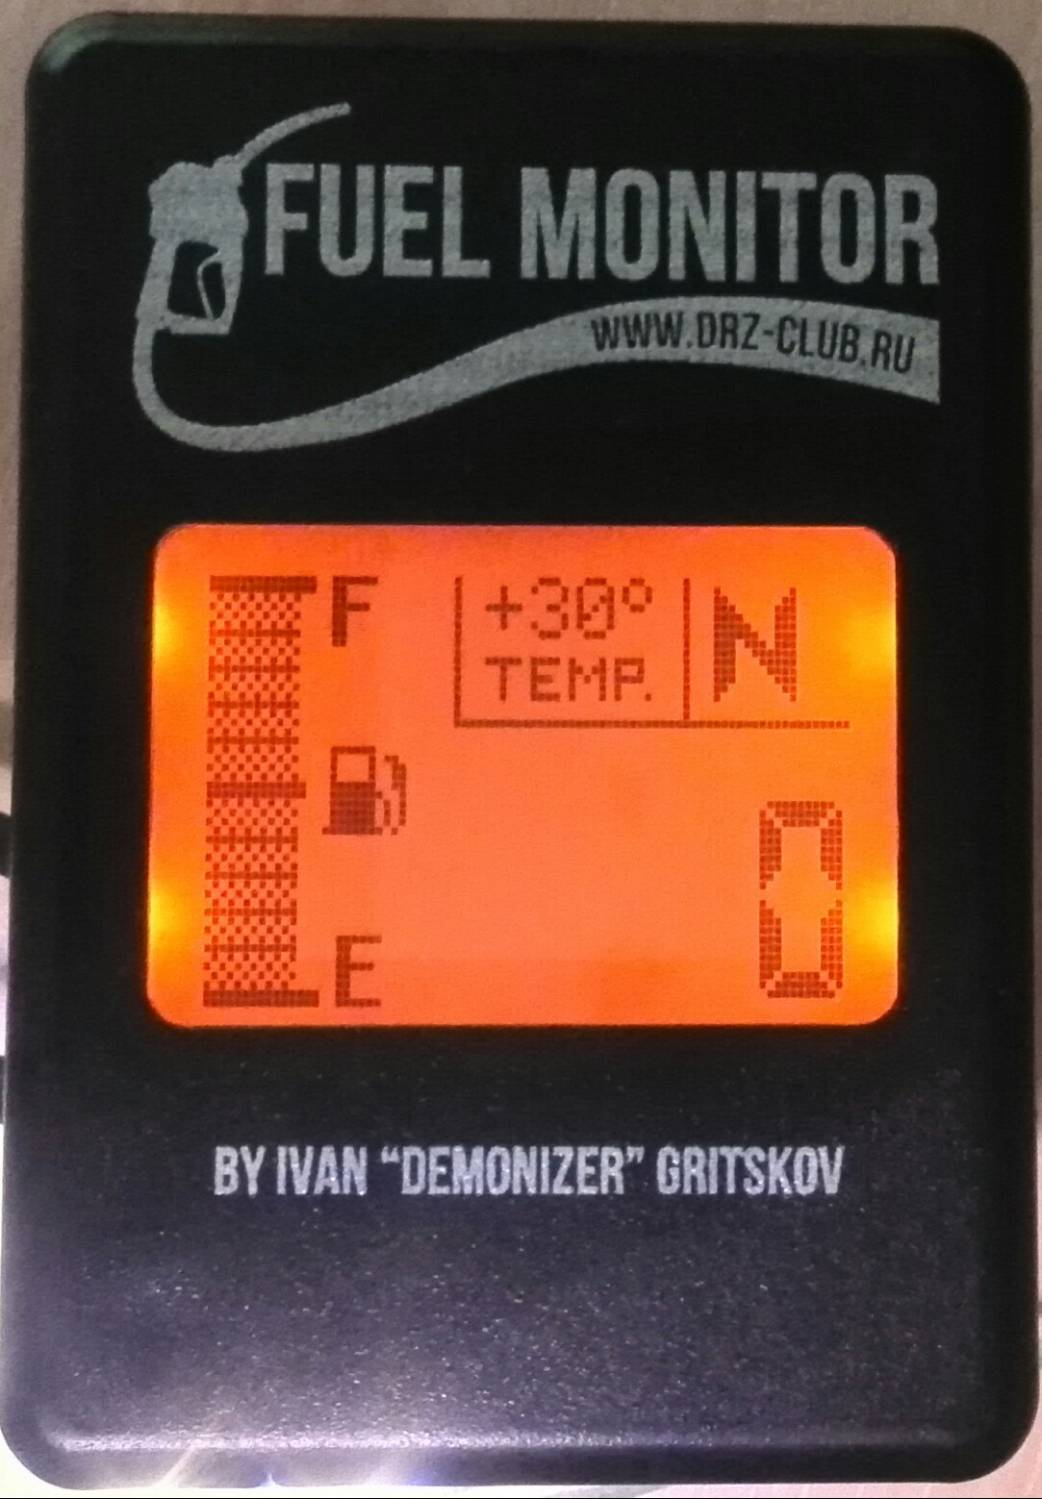 FUEL MONITOR
WWW.DRZ-CLUB.RU
F
+30°
TEMP.
N
E
0
BY IVAN “DEMONIZER” GRITSKOV